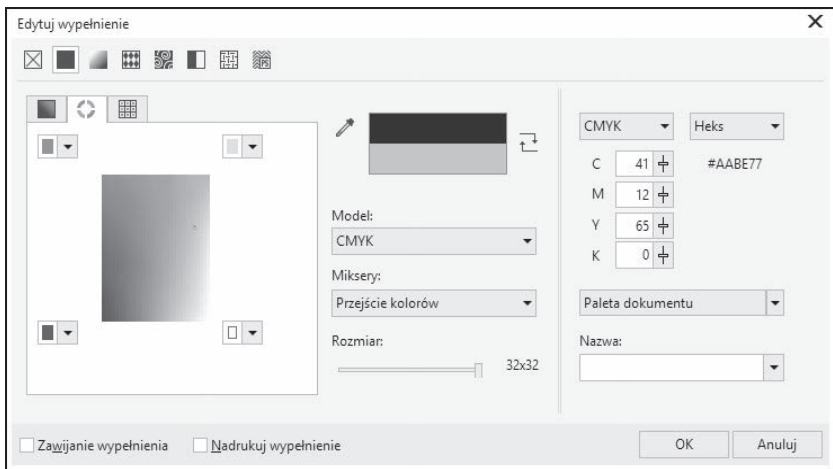 Edytuj wypełnienie
CMYK
Heks
C 41
#AABE77
M 12
Y 65
K 0
Model:
CMYK
Miksery:
Przejście kolorów
Rozmiar:
32x32
Paleta dokumentu
Nazwa:
Zawijanie wypełnienia
Nadrukuj wypełnienie
OK
Anuluj